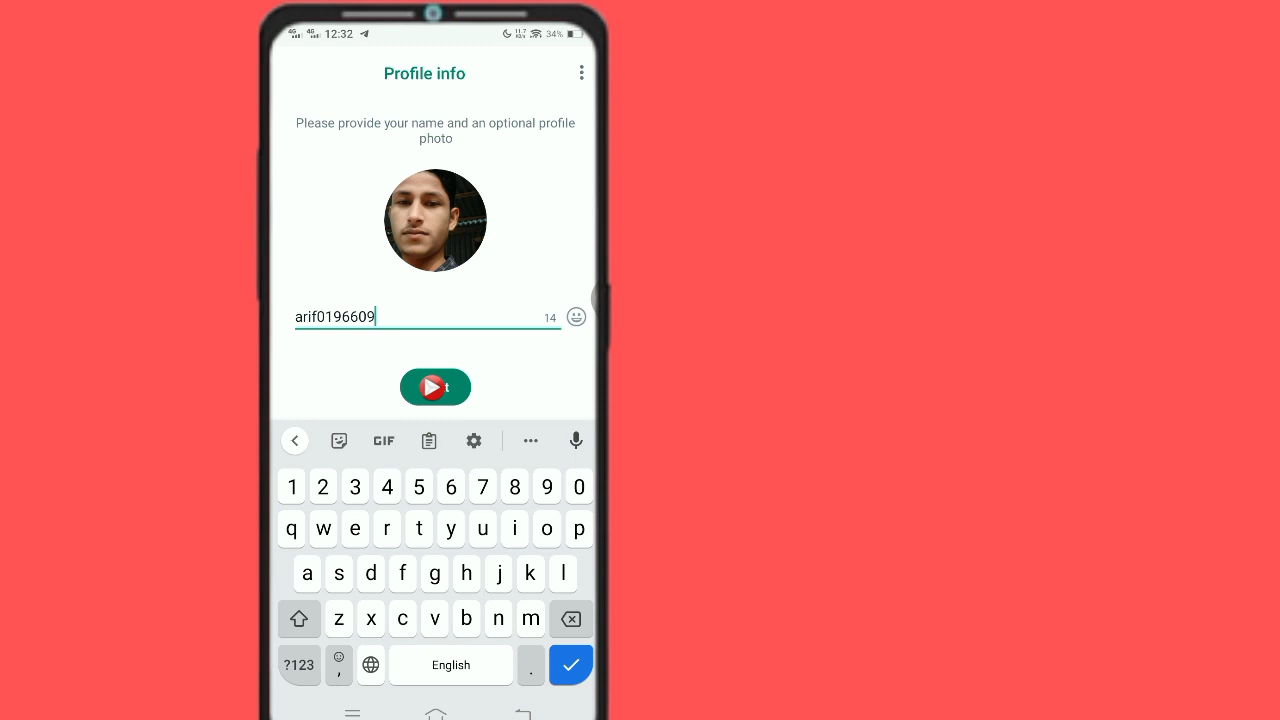 4G 4G 12:32 34%
Profile info
Please provide your name and an optional profile
photo
arif0196609 14
t
GIF
1 2 3 4 5 6 7 8 9 0
q w e r t y u i o p
a s d f g h j k l
z x c v b n m
?123 , English .